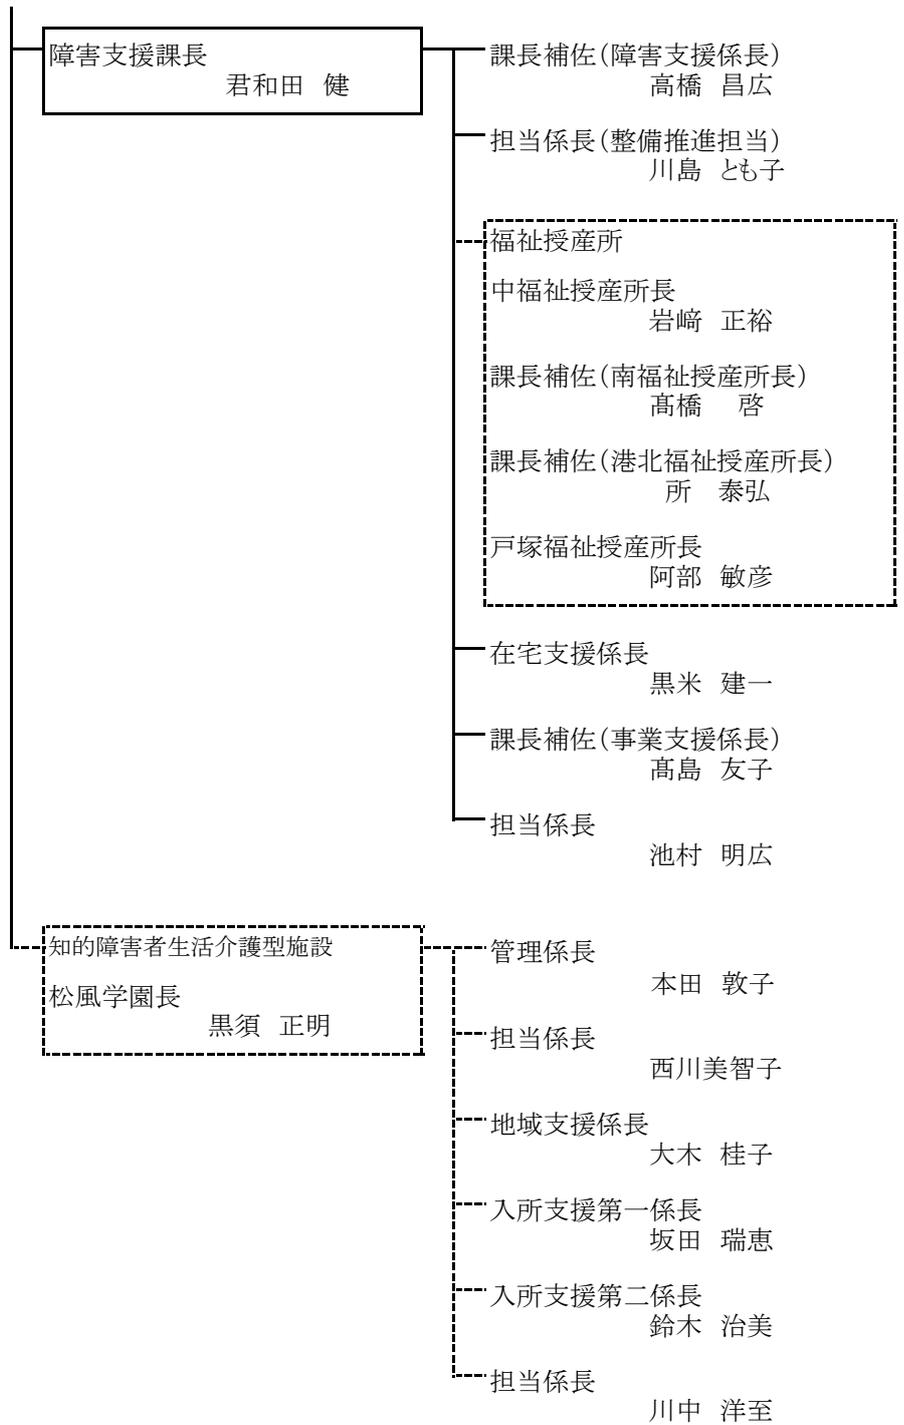 障害支援課長
君和田　健
課長補佐(障害支援係長)
高橋　昌広
担当係長(整備推進担当)
川島　とも子
福祉授産所
中福祉授産所長
岩﨑　正裕
課長補佐(南福祉授産所長)
髙橋　啓
課長補佐(港北福祉授産所長)
所　泰弘
戸塚福祉授産所長
阿部　敏彦
在宅支援係長
黒米　建一
課長補佐(事業支援係長)
髙島　友子
担当係長
池村　明広
知的障害者生活介護型施設
松風学園長
黒須　正明
管理係長
本田　敦子
担当係長
西川美智子
地域支援係長
大木　桂子
入所支援第一係長
坂田　瑞恵
入所支援第二係長
鈴木　治美
担当係長
川中　洋至